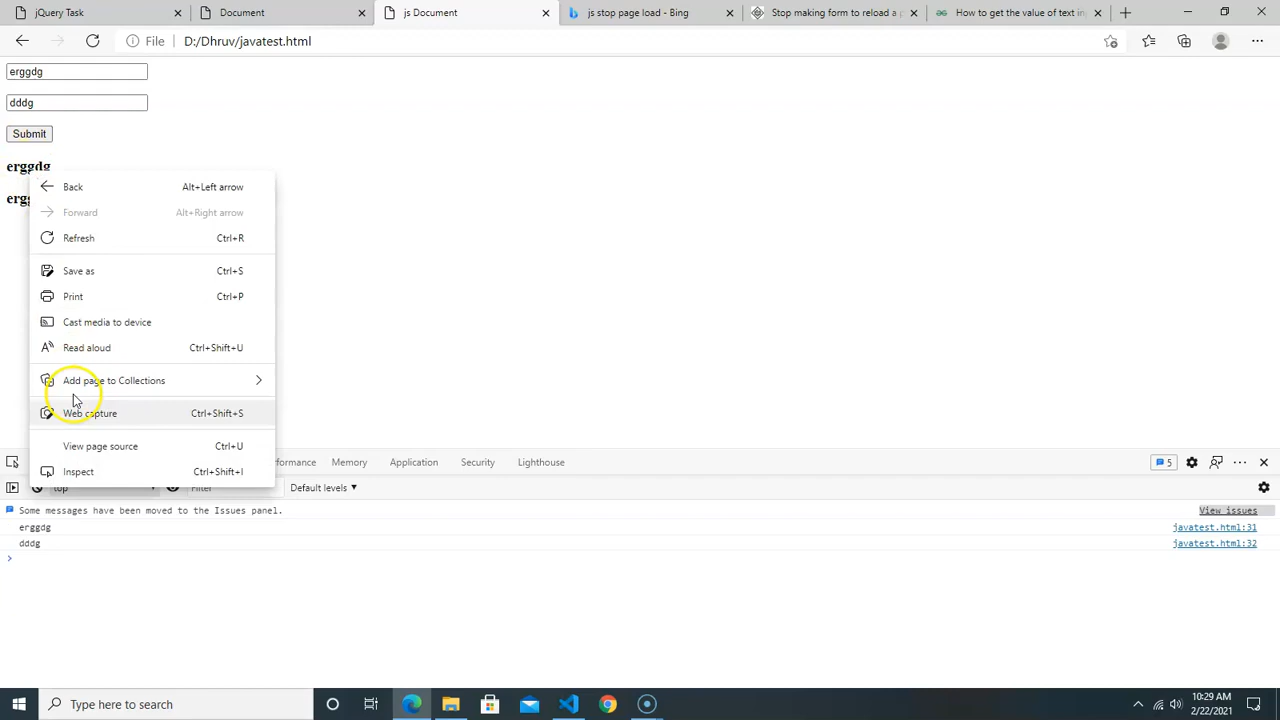 jQuery Task
Document
js Document
js stop page load - Bing
Stop making form to reload a p
How to get the value of text in
File
D:/Dhruv/javatest.html
erggdg
dddg
Submit
erggdg
Back Alt+Left arrow
Forward Alt+Right arrow
Refresh Ctrl+R
Save as Ctrl+S
Print Ctrl+P
Cast media to device
Read aloud Ctrl+Shift+U
Add page to Collections
Web capture Ctrl+Shift+S
View page source Ctrl+U
Inspect Ctrl+Shift+I
Memory Application Security Lighthouse 5
top Filter Default levels
Some messages have been moved to the Issues panel. View issues
erggdg javatest.html:31
dddg javatest.html:32
Type here to search
10:29 AM
2/22/2021